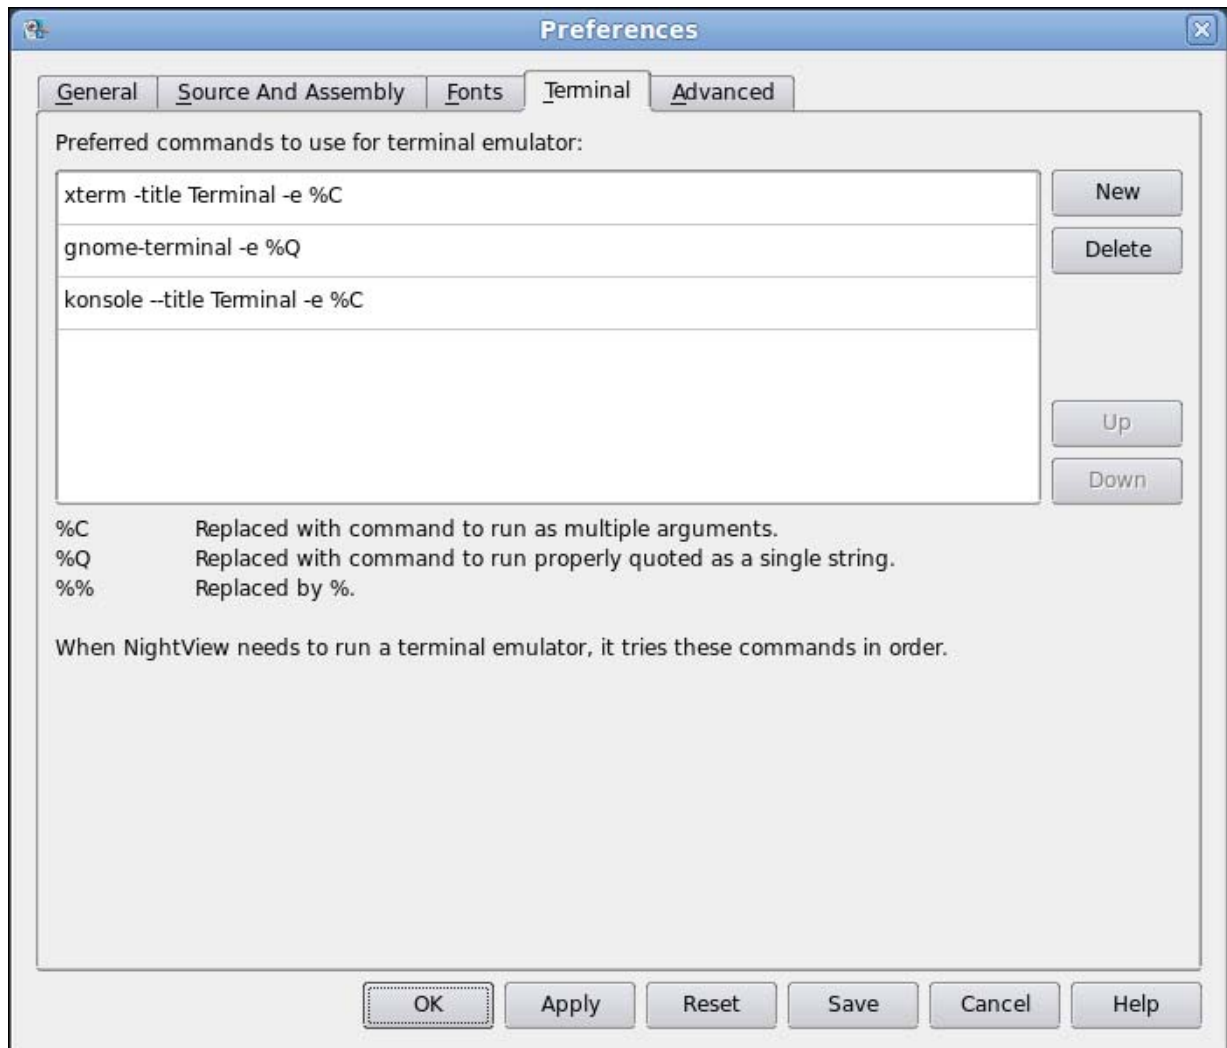 Preferences
General Source And Assembly Fonts Terminal Advanced
Preferred commands to use for terminal emulator:
xterm -title Terminal -e %C
New
gnome-terminal -e %Q
Delete
konsole --title Terminal -e %C
Up
Down
%C Replaced with command to run as multiple arguments.
%Q Replaced with command to run properly quoted as a single string.
%% Replaced by %.
When NightView needs to run a terminal emulator, it tries these commands in order.
OK Apply Reset Save Cancel Help